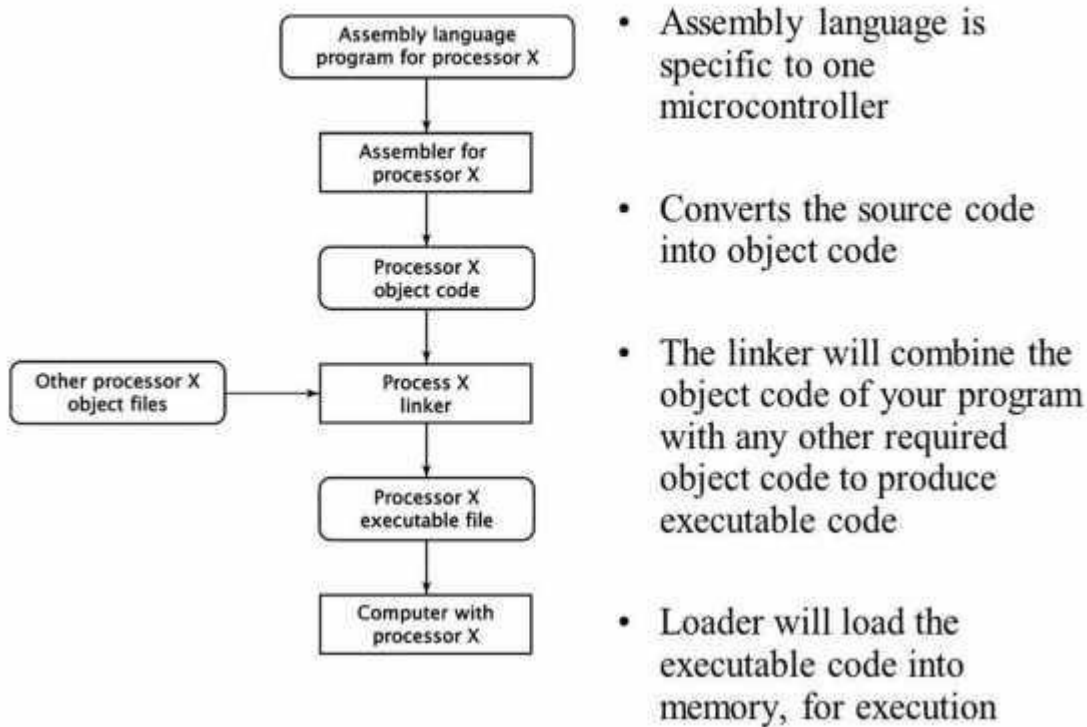 Assembly language
program for processor X
Assembler for
processor X
Processor X
object code
Other processor X
object files
Process X
linker
Processor X
executable file
Computer with
processor X
• Assembly language is
specific to one
microcontroller
• Converts the source code
into object code
• The linker will combine the
object code of your program
with any other required
object code to produce
executable code
• Loader will load the
executable code into
memory, for execution